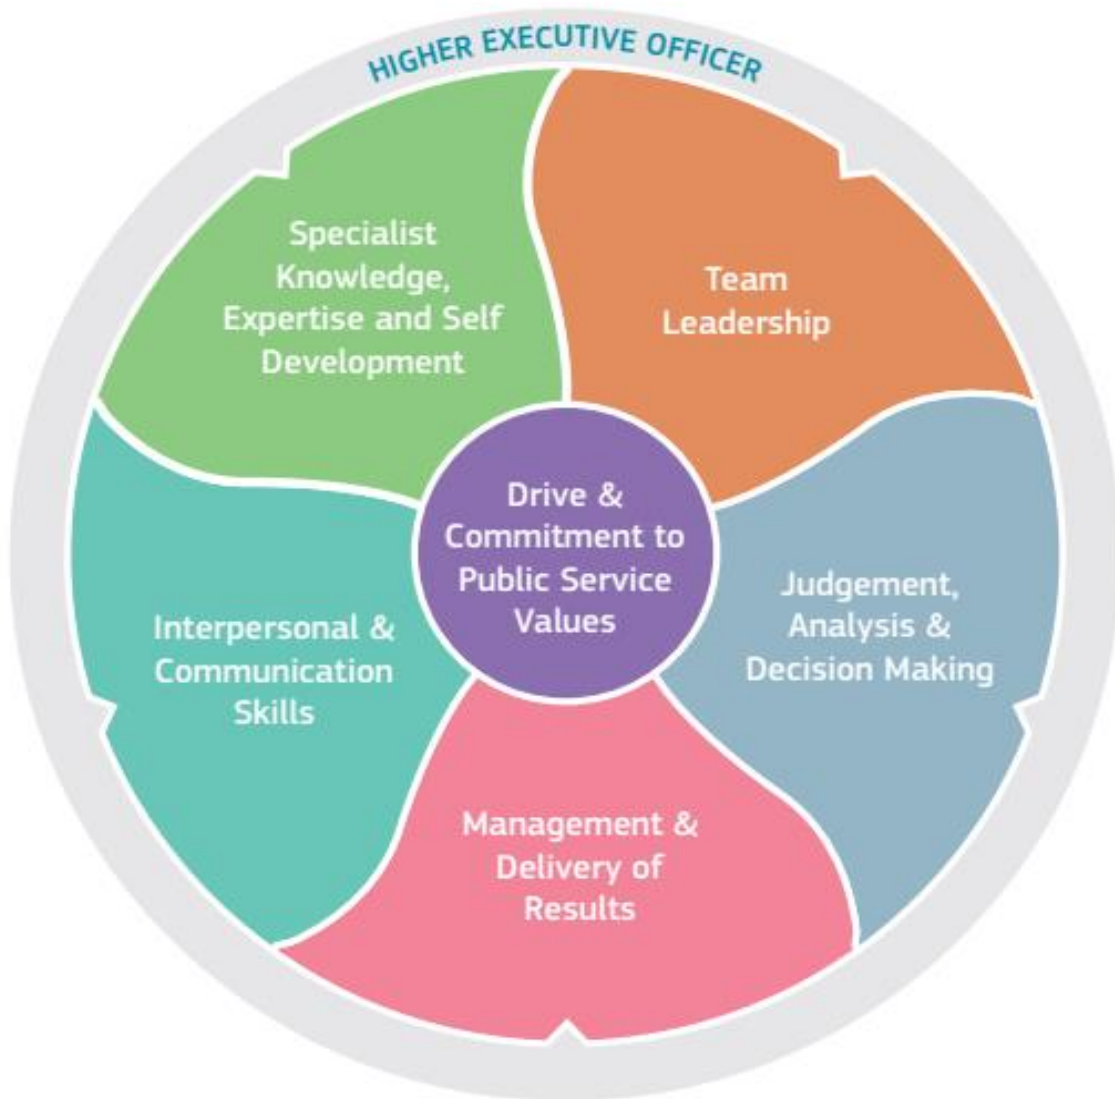 HIGHER EXECUTIVE OFFICER
Specialist
Knowledge,
Expertise and Self
Development
Team
Leadership
Drive &
Commitment to
Public Service
Values
Judgement,
Analysis &
Decision Making
Interpersonal &
Communication
Skills
Management &
Delivery of
Results